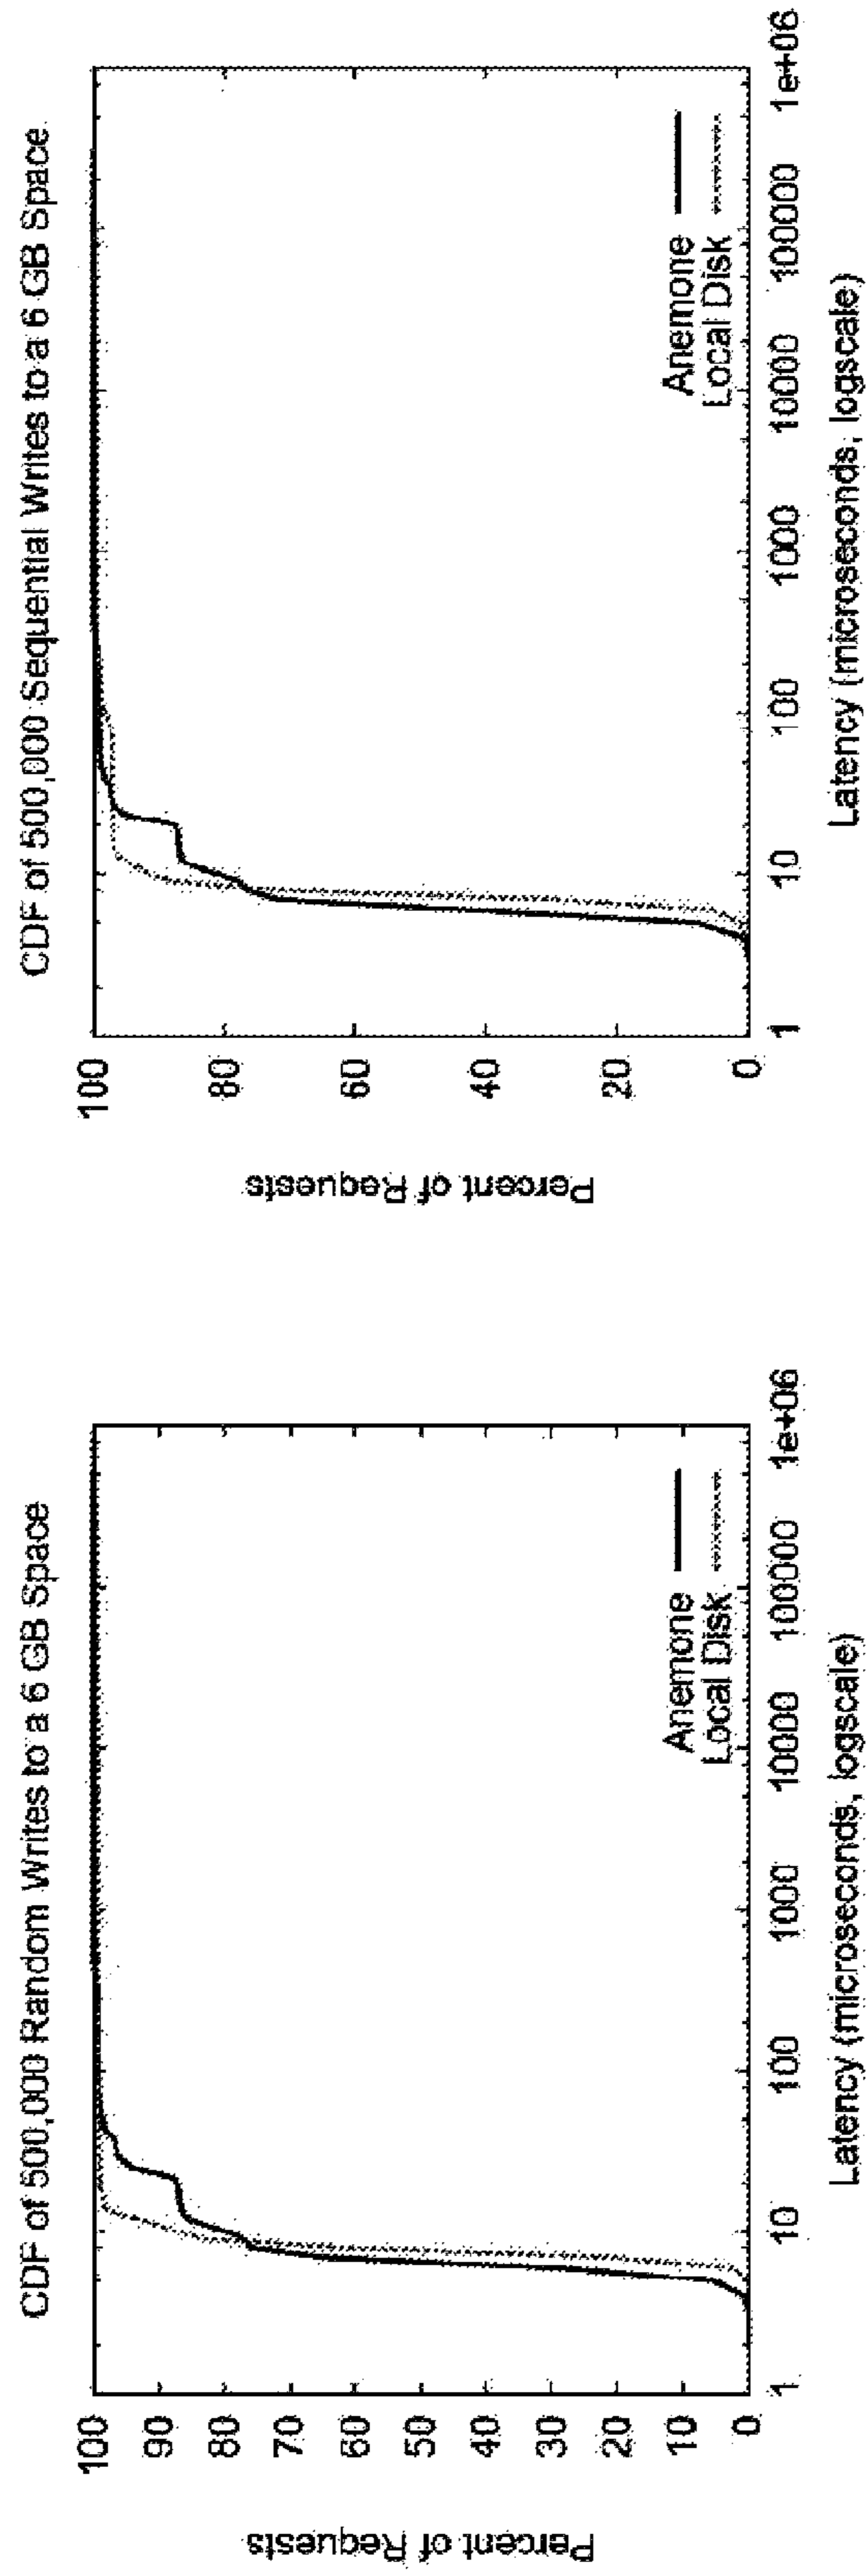 CDF of 500,000 Random Writes to a 6 GB Space
Percent of Requests
100
90
80
70
60
50
40
30
20
10
0
Anemone
Local Disk
1
10
100
1000
10000
100000
1e+06
Latency (microseconds, logscale)
CDF of 500,000 Sequential Writes to a 6 GB Space
Percent of Requests
100
80
60
40
20
0
Anemone
Local Disk
1
10
100
1000
10000
100000
1e+06
Latency (microseconds, logscale)